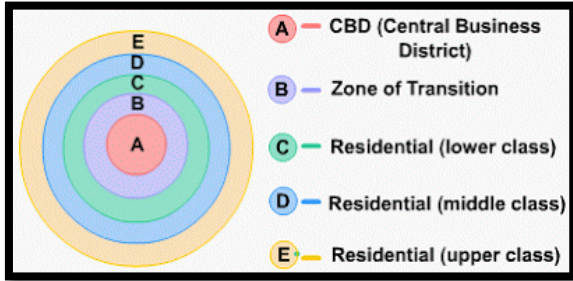 E
D
C
B
A
A CBD (Central Business
District)
B Zone of Transition
C Residential (lower class)
D Residential (middle class)
E Residential (upper class)